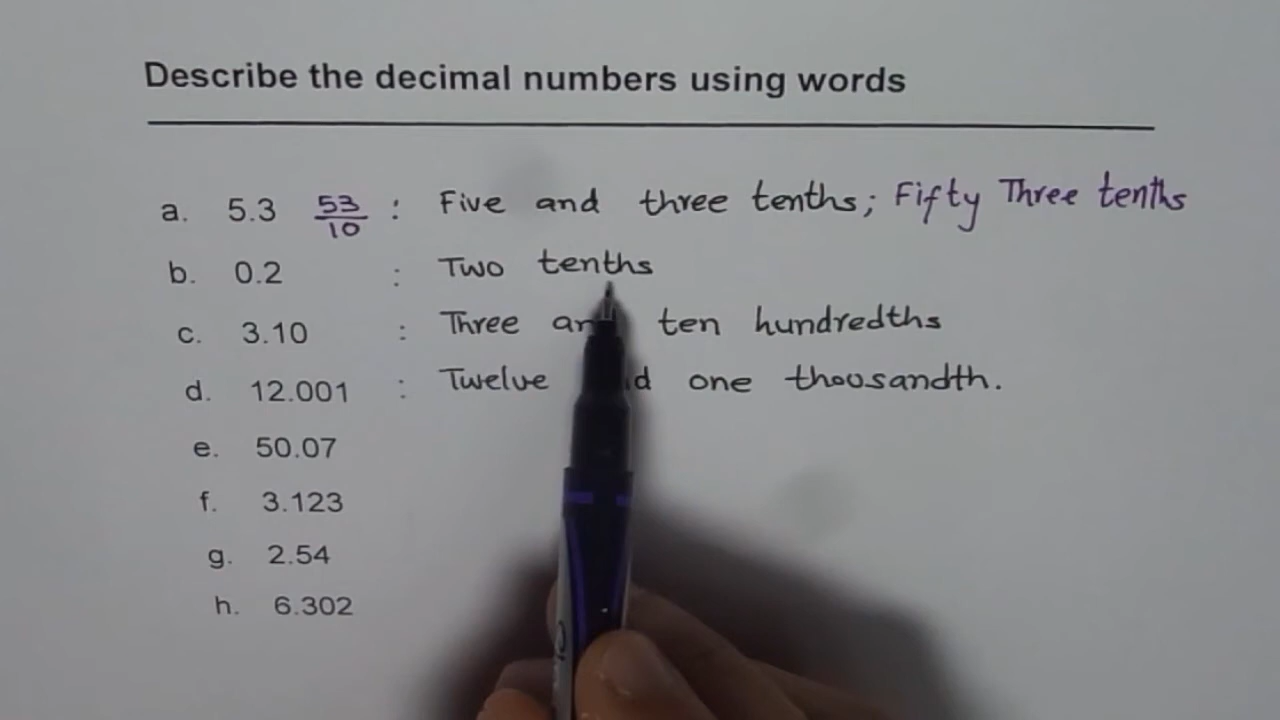 Describe the decimal numbers using words
a. 5.3 53/10 : Five and three tenths; Fifty Three tenths
b. 0.2 : Two tenths
c. 3.10 : Three an ten hundredths
d. 12.001 : Twelve d one thousandth.
e. 50.07
f. 3.123
g. 2.54
h. 6.302